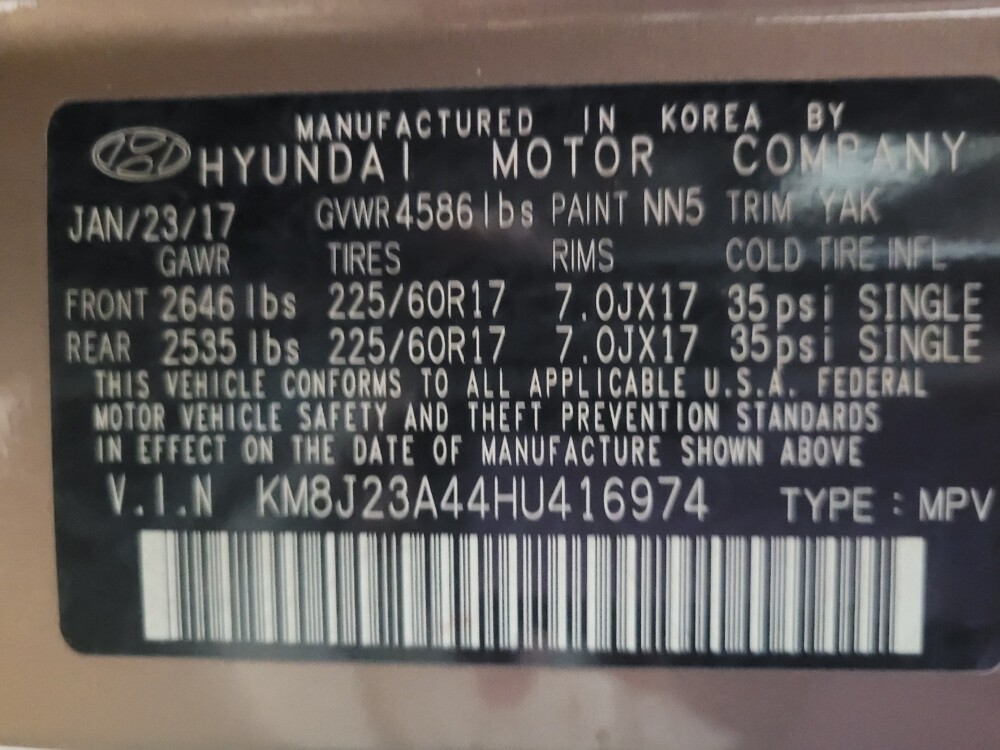 MANUFACTURED IN KOREA BY
HYUNDAI MOTOR COMPANY
JAN/23/17 GVWR 4586 lbs PAINT NN5 TRIM YAK
GAWR TIRES RIMS COLD TIRE INFL
FRONT 2646 lbs 225/60R17 7.0JX17 35psi SINGLE
REAR 2535 lbs 225/60R17 7.0JX17 35psi SINGLE
THIS VEHICLE CONFORMS TO ALL APPLICABLE U.S.A. FEDERAL
MOTOR VEHICLE SAFETY AND THEFT PREVENTION STANDARDS
IN EFFECT ON THE DATE OF MANUFACTURE SHOWN ABOVE
V.I.N KM8J23A44HU416974 TYPE : MPV